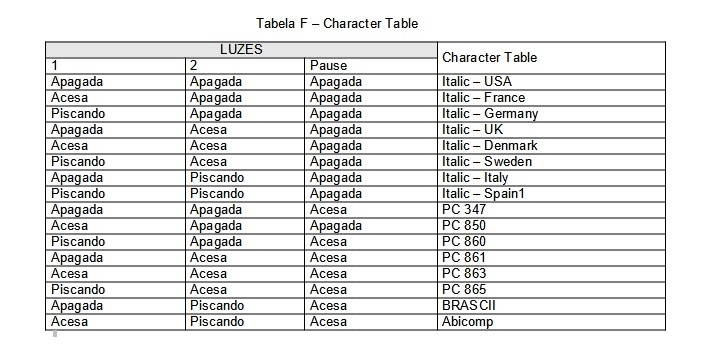 Tabela F – Character Table
LUZES Character Table
1 2 Pause
Apagada Apagada Apagada Italic – USA
Acesa Apagada Apagada Italic – France
Piscando Apagada Apagada Italic – Germany
Apagada Acesa Apagada Italic – UK
Acesa Acesa Apagada Italic – Denmark
Piscando Acesa Apagada Italic – Sweden
Apagada Piscando Apagada Italic – Italy
Piscando Piscando Apagada Italic – Spain1
Apagada Apagada Acesa PC 347
Acesa Apagada Apagada PC 850
Piscando Apagada Acesa PC 860
Apagada Acesa Acesa PC 861
Acesa Acesa Acesa PC 863
Piscando Acesa Acesa PC 865
Apagada Piscando Acesa BRASCII
Acesa Piscando Acesa Abicomp